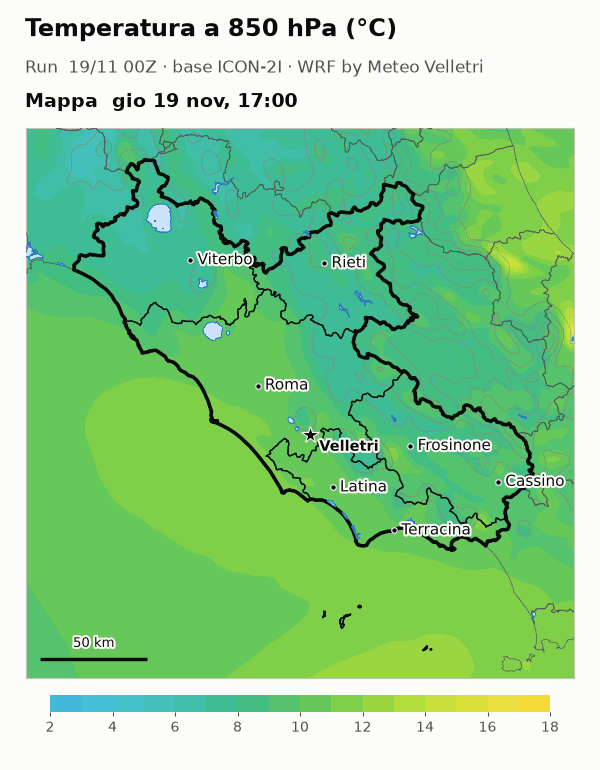 Temperatura a 850 hPa (°C)
Run  19/11 00Z · base ICON-2I · WRF by Meteo Velletri
Mappa  gio 19 nov, 17:00
Viterbo
Rieti
Roma
Velletri
Frosinone
Latina
Cassino
Terracina
50 km
2 4 6 8 10 12 14 16 18